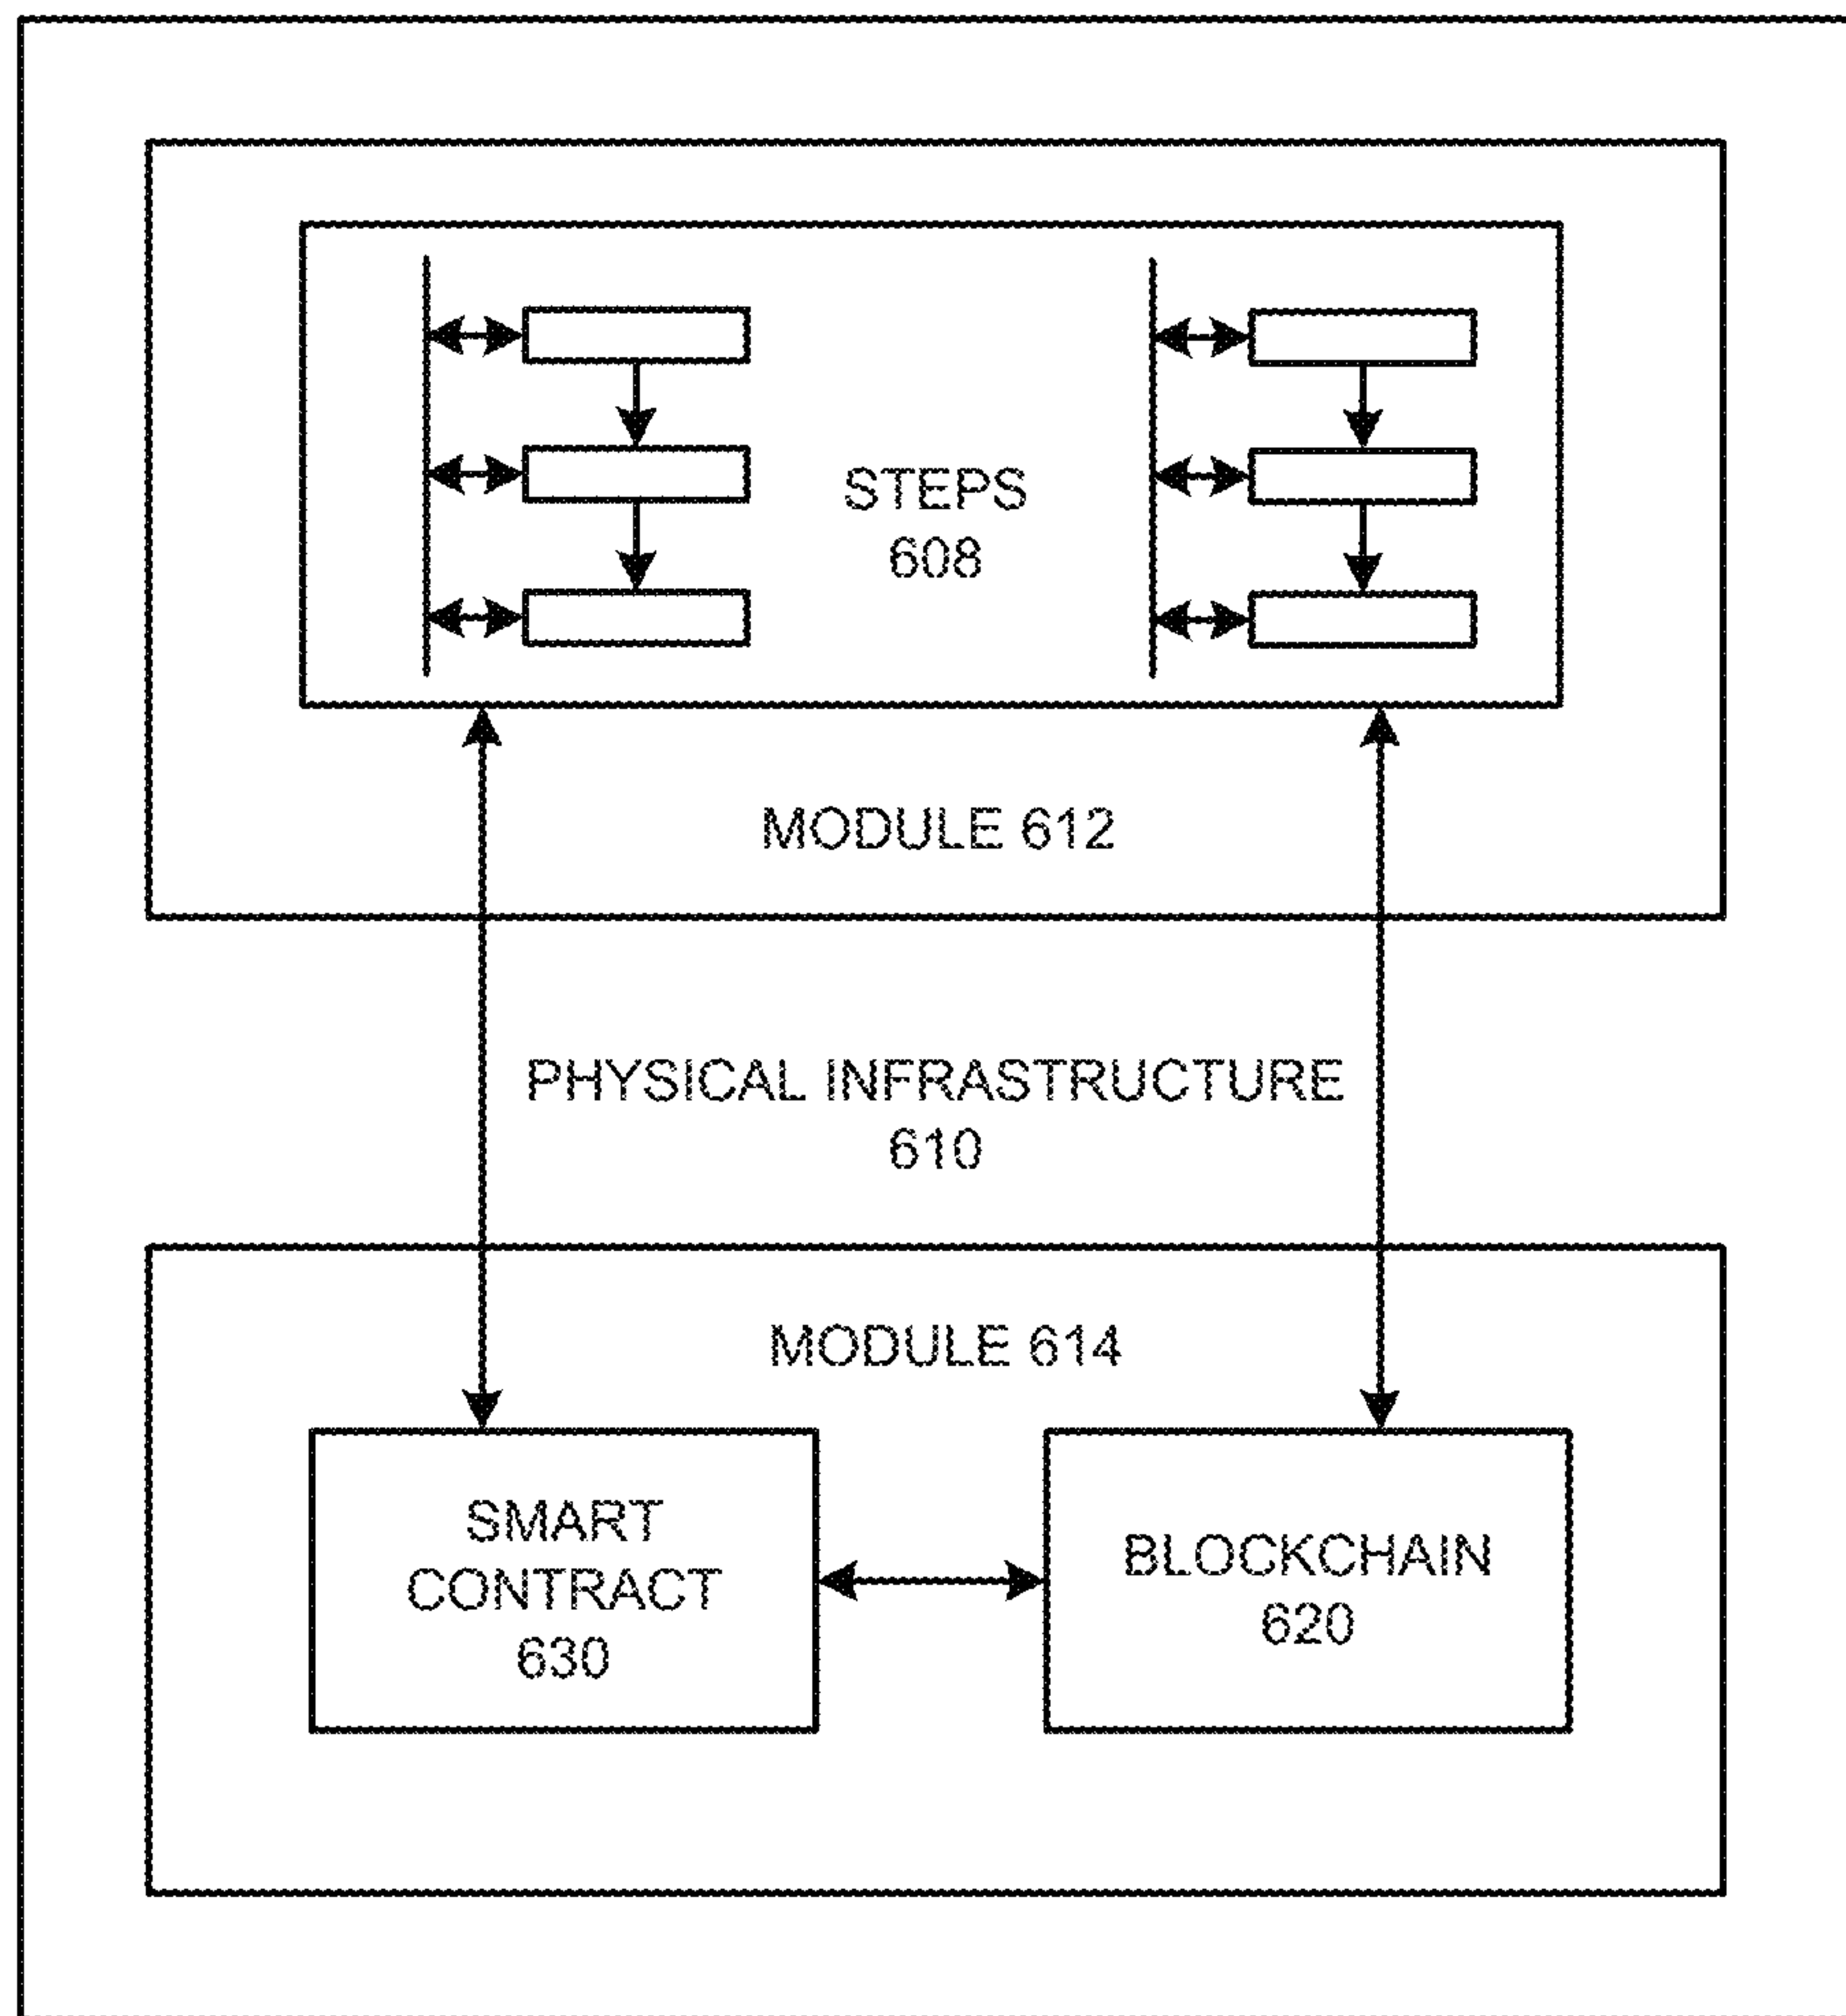 STEPS
608
MODULE 612
PHYSICAL INFRASTRUCTURE
610
MODULE 614
SMART
CONTRACT
630
BLOCKCHAIN
620